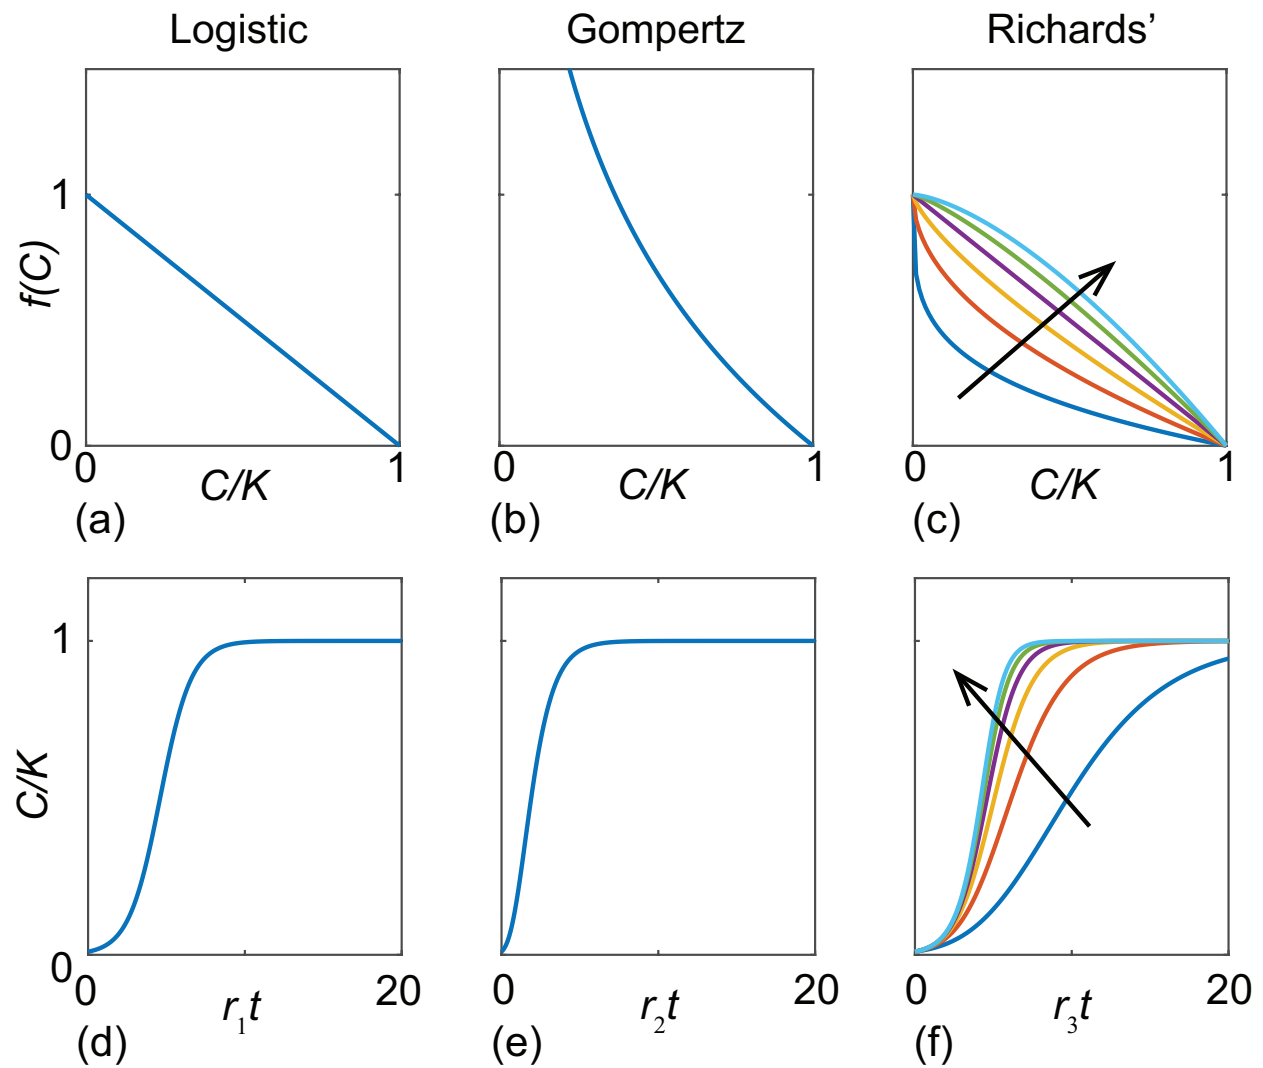 Logistic Gompertz Richards’
f(C)
1
0
0 1 0 1 0 1
C/K C/K C/K
(a) (b) (c)
C/K
1
0
0 20 0 20 0 20
r1t r2t r3t
(d) (e) (f)